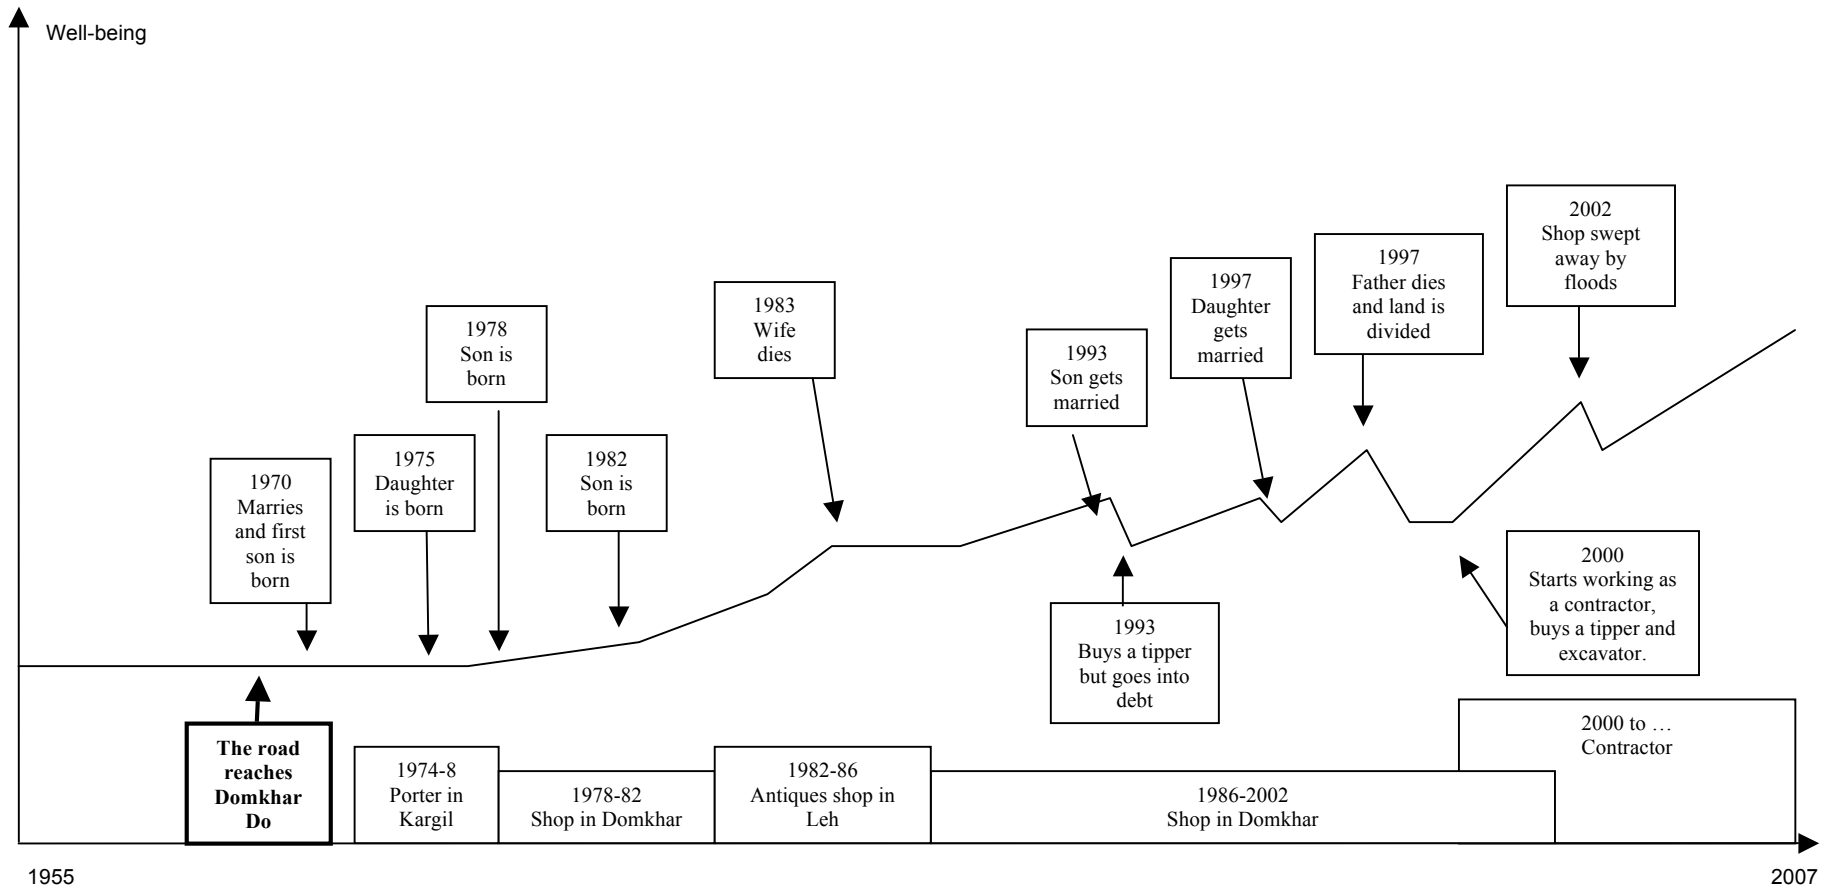 Well-being
1970
Marries
and first
son is
born
1975
Daughter
is born
1978
Son is
born
1982
Son is
born
1983
Wife
dies
1993
Son gets
married
1997
Daughter
gets
married
1997
Father dies
and land is
divided
2002
Shop swept
away by
floods
1993
Buys a tipper
but goes into
debt
2000
Starts working as
a contractor,
buys a tipper and
excavator.
The road
reaches
Domkhar
Do
1974-8
Porter in
Kargil
1978-82
Shop in Domkhar
1982-86
Antiques shop in
Leh
1986-2002
Shop in Domkhar
2000 to …
Contractor
1955
2007